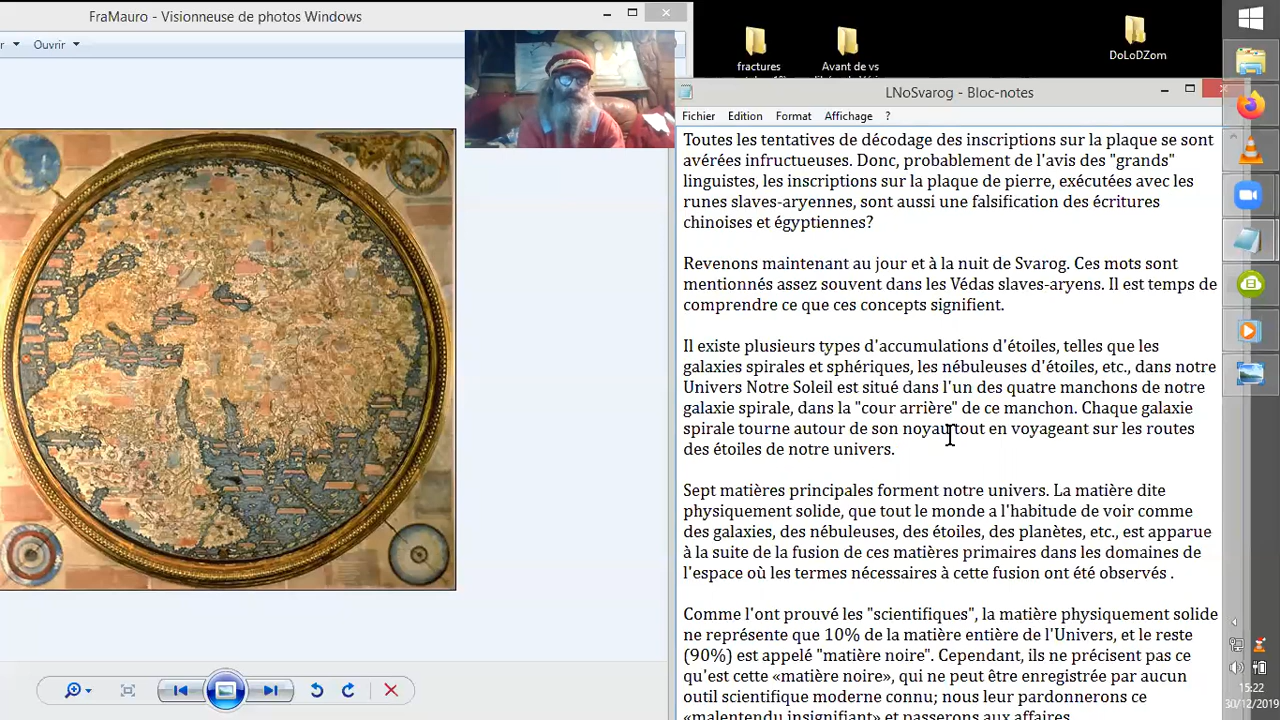 FraMauro - Visionneuse de photos Windows
r Ouvrir
fractures
Avant de vs
DoLoDZom
LNoSvarog - Bloc-notes
Fichier Edition Format Affichage ?
Toutes les tentatives de décodage des inscriptions sur la plaque se sont
avérées infructueuses. Donc, probablement de l'avis des "grands"
linguistes, les inscriptions sur la plaque de pierre, exécutées avec les
runes slaves-aryennes, sont aussi une falsification des écritures
chinoises et égyptiennes?
Revenons maintenant au jour et à la nuit de Svarog. Ces mots sont
mentionnés assez souvent dans les Védas slaves-aryens. Il est temps de
comprendre ce que ces concepts signifient.
Il existe plusieurs types d'accumulations d'étoiles, telles que les
galaxies spirales et sphériques, les nébuleuses d'étoiles, etc., dans notre
Univers Notre Soleil est situé dans l'un des quatre manchons de notre
galaxie spirale, dans la "cour arrière" de ce manchon. Chaque galaxie
spirale tourne autour de son noyau tout en voyageant sur les routes
des étoiles de notre univers.
Sept matières principales forment notre univers. La matière dite
physiquement solide, que tout le monde a l'habitude de voir comme
des galaxies, des nébuleuses, des étoiles, des planètes, etc., est apparue
à la suite de la fusion de ces matières primaires dans les domaines de
l'espace où les termes nécessaires à cette fusion ont été observés .
Comme l'ont prouvé les "scientifiques", la matière physiquement solide
ne représente que 10% de la matière entière de l'Univers, et le reste
(90%) est appelé "matière noire". Cependant, ils ne précisent pas ce
qu'est cette «matière noire», qui ne peut être enregistrée par aucun
outil scientifique moderne connu; nous leur pardonnerons ce
«malentendu insignifiant» et passerons aux affaires.
15:22
30/12/2019